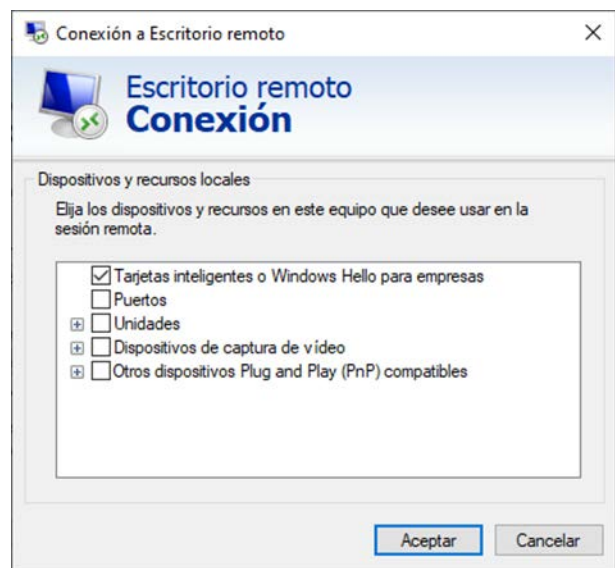 Conexión a Escritorio remoto
Escritorio remoto
Conexión
Dispositivos y recursos locales
Elija los dispositivos y recursos en este equipo que desee usar en la
sesión remota.
Tarjetas inteligentes o Windows Hello para empresas
Puertos
Unidades
Dispositivos de captura de vídeo
Otros dispositivos Plug and Play (PnP) compatibles
Aceptar
Cancelar